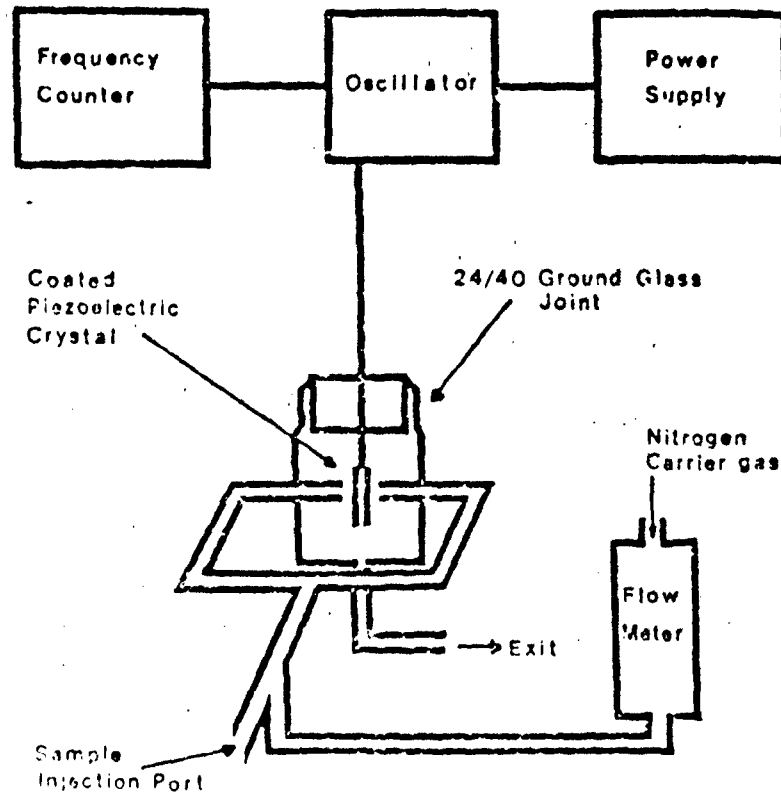 Frequency
Counter
Oscillator
Power
Supply
Coated
Piezoelectric
Crystal
24/40 Ground Glass
Joint
Nitrogen
Carrier gas
Flow
Meter
Exit
Sample
Injection Port